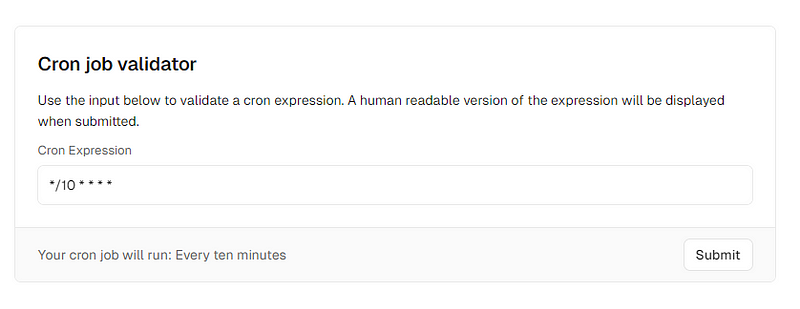 Cron job validator
Use the input below to validate a cron expression. A human readable version of the expression will be displayed
when submitted.
Cron Expression
*/10 * * * *
Your cron job will run: Every ten minutes
Submit